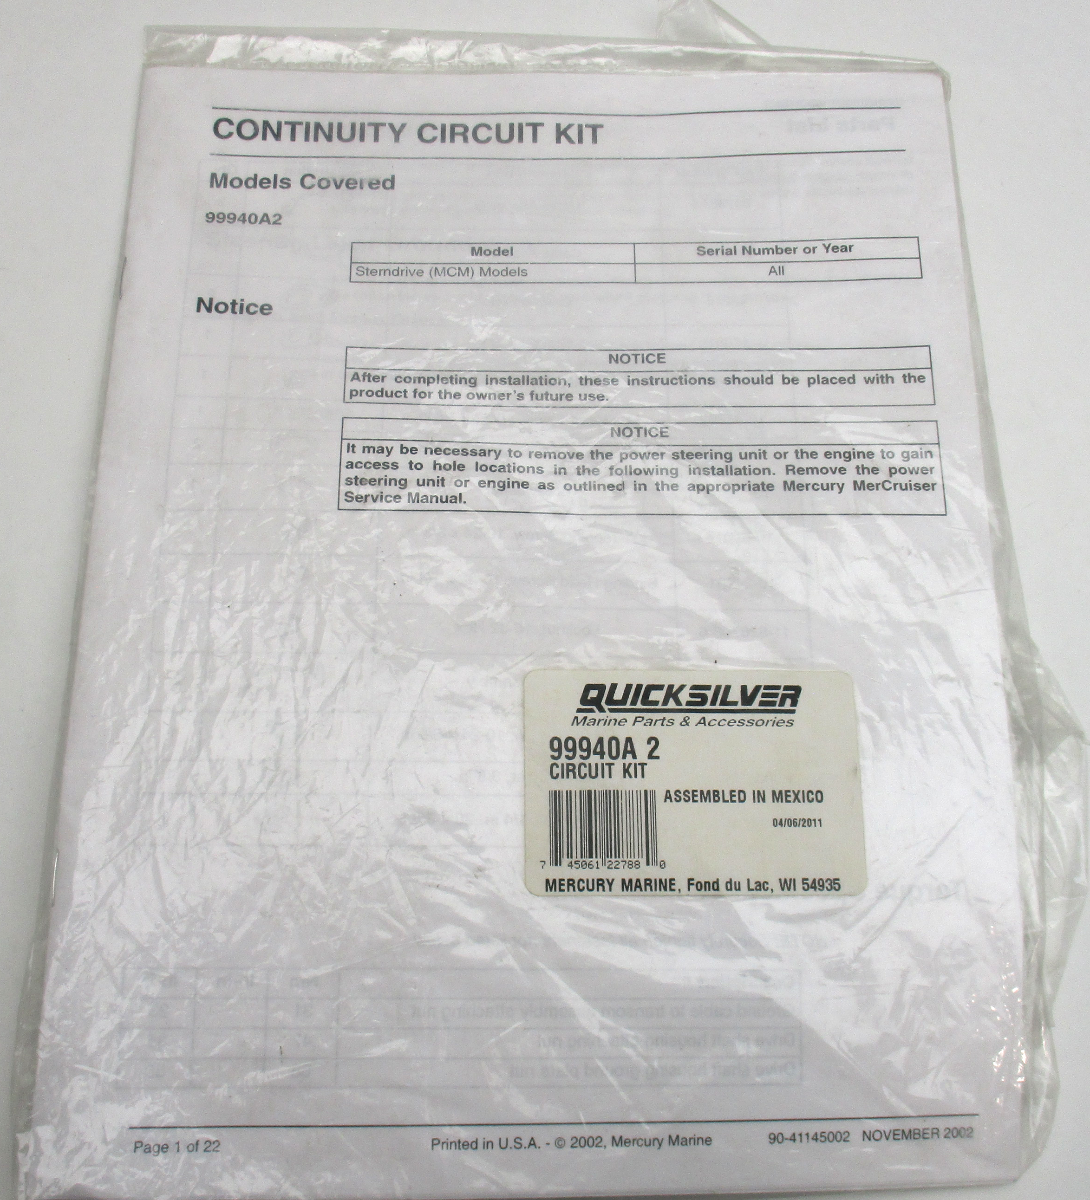 CONTINUITY CIRCUIT KIT
Models Covered
99940A2
Model Serial Number or Year
Sterndrive (MCM) Models All
Notice
NOTICE
After completing installation, these instructions should be placed with the
product for the owner's future use.
NOTICE
It may be necessary to remove the power steering unit or the engine to gain
access to hole locations in the following installation. Remove the power
steering unit or engine as outlined in the appropriate Mercury MerCruiser
Service Manual.
QUICKSILVER
Marine Parts & Accessories
99940A 2
CIRCUIT KIT
ASSEMBLED IN MEXICO
04/06/2011
7 45061 22788 0
MERCURY MARINE, Fond du Lac, WI 54935
Page 1 of 22 Printed in U.S.A. - © 2002, Mercury Marine 90-41145002 NOVEMBER 2002